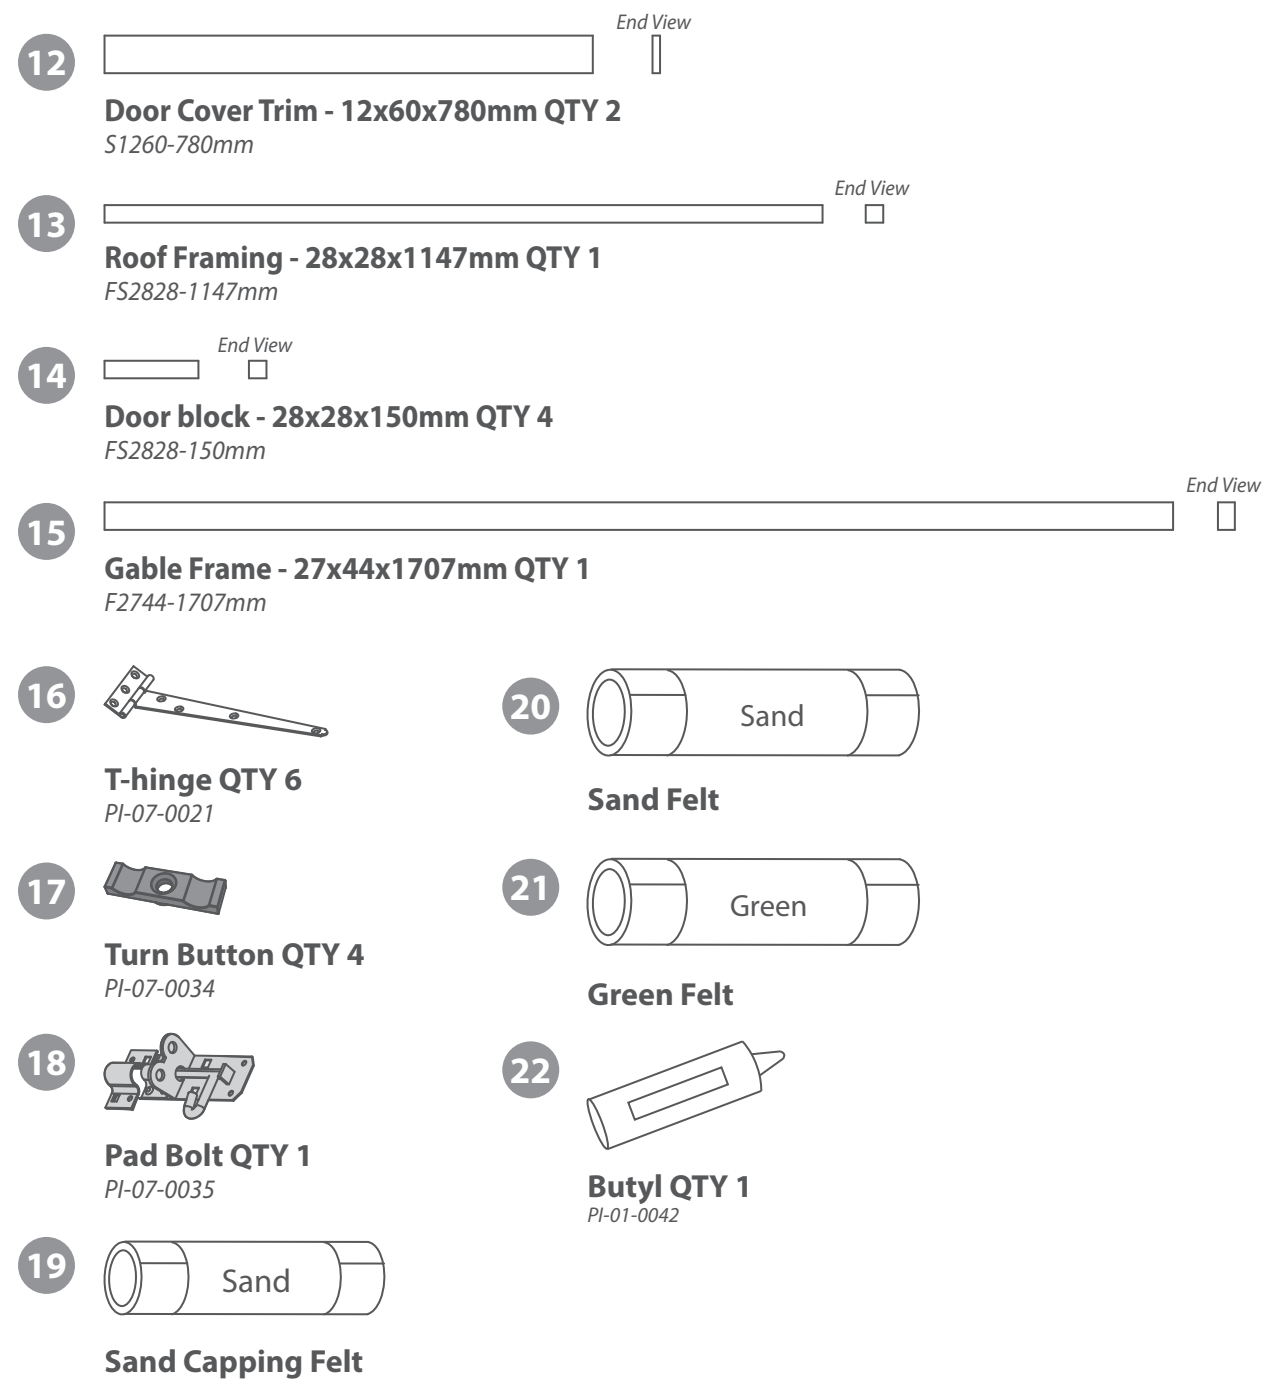 End View
12
Door Cover Trim - 12x60x780mm QTY 2
S1260-780mm
End View
13
Roof Framing - 28x28x1147mm QTY 1
FS2828-1147mm
End View
14
Door block - 28x28x150mm QTY 4
FS2828-150mm
End View
15
Gable Frame - 27x44x1707mm QTY 1
F2744-1707mm
16
T-hinge QTY 6
PI-07-0021
17
Turn Button QTY 4
PI-07-0034
18
Pad Bolt QTY 1
PI-07-0035
19
Sand
Sand Capping Felt
20
Sand
Sand Felt
21
Green
Green Felt
22
Butyl QTY 1
PI-01-0042